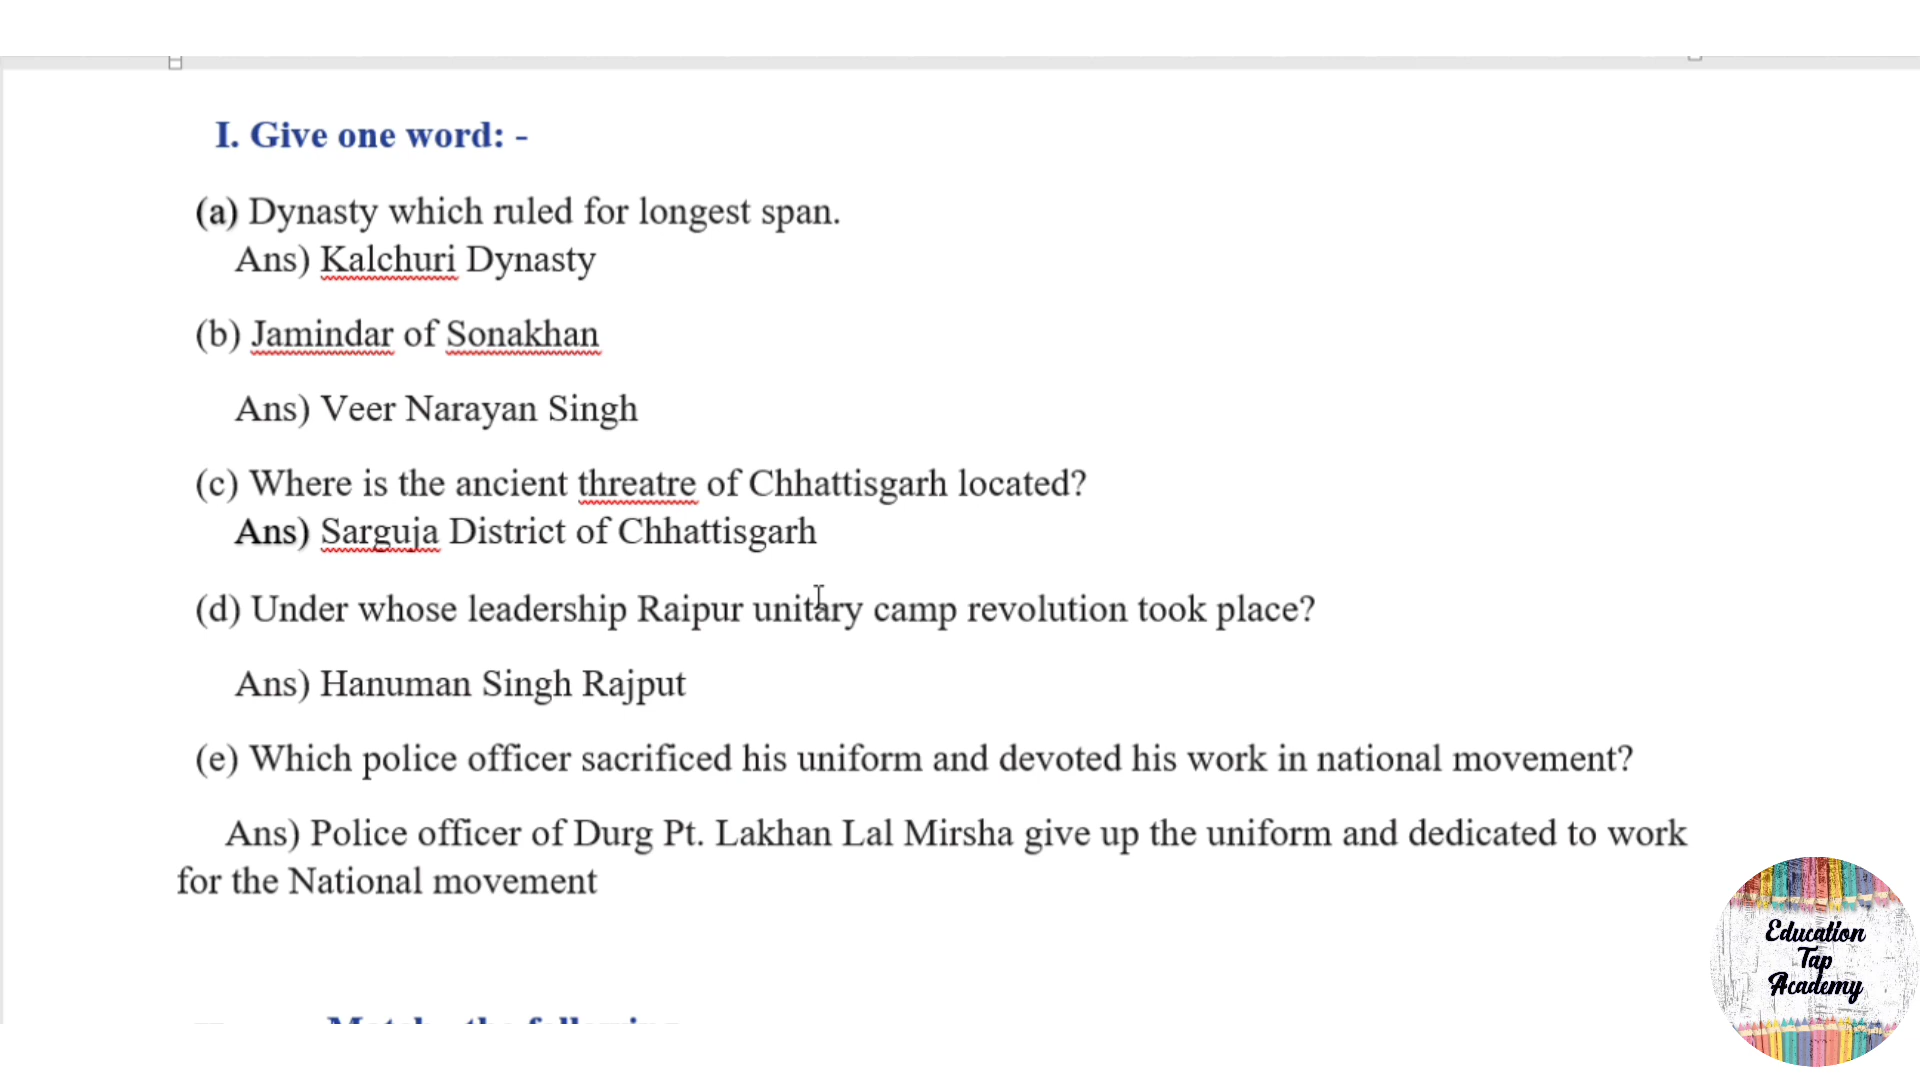 I. Give one word: -
(a) Dynasty which ruled for longest span.
Ans) Kalchuri Dynasty
(b) Jamindar of Sonakhan
Ans) Veer Narayan Singh
(c) Where is the ancient threatre of Chhattisgarh located?
Ans) Sarguja District of Chhattisgarh
(d) Under whose leadership Raipur unitary camp revolution took place?
Ans) Hanuman Singh Rajput
(e) Which police officer sacrificed his uniform and devoted his work in national movement?
Ans) Police officer of Durg Pt. Lakhan Lal Mirsha give up the uniform and dedicated to work
for the National movement
Education
Tap
Academy